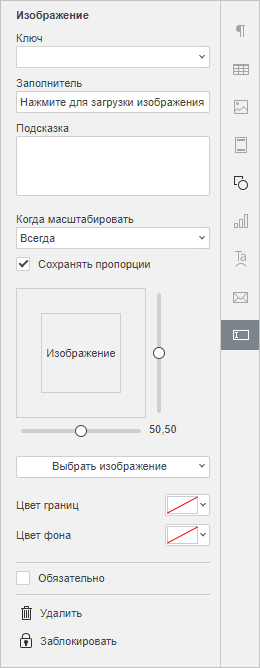 Изображение
Ключ
Заполнитель
Нажмите для загрузки изображения
Подсказка
Когда масштабировать
Всегда
Сохранять пропорции
Изображение
50,50
Выбрать изображение
Цвет границ
Цвет фона
Обязательно
Удалить
Заблокировать
Ta